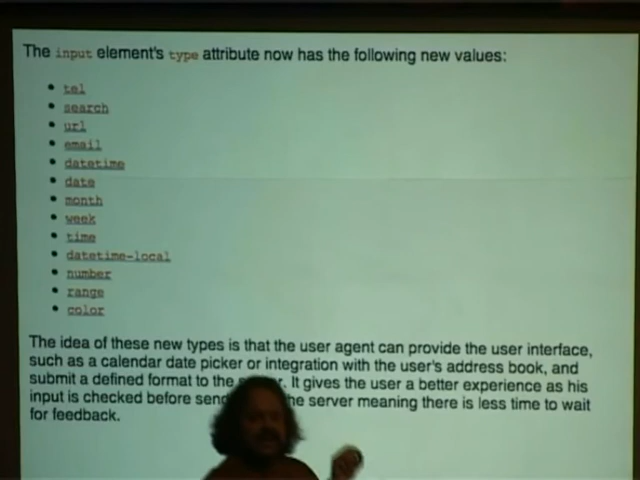 The input element's type attribute now has the following new values:
tel
search
url
email
datetime
date
month
week
time
datetime-local
number
range
color
The idea of these new types is that the user agent can provide the user interface,
such as a calendar date picker or integration with the user's address book, and
submit a defined format to the It gives the user a better experience as his
input is checked before the server meaning there is less time to wait
for feedback.